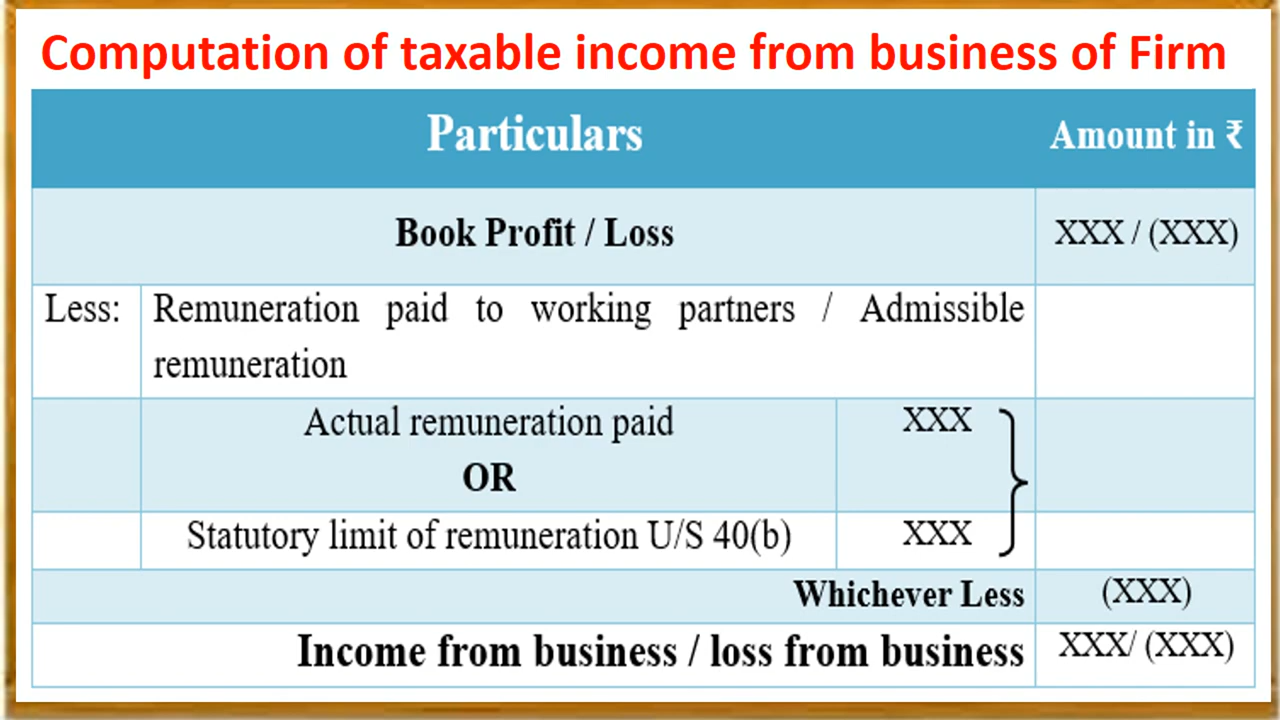 Computation of taxable income from business of Firm
Particulars Amount in ₹
Book Profit / Loss XXX / (XXX)
Less: Remuneration paid to working partners / Admissible
remuneration
Actual remuneration paid XXX
OR
Statutory limit of remuneration U/S 40(b) XXX
Whichever Less (XXX)
Income from business / loss from business XXX/ (XXX)